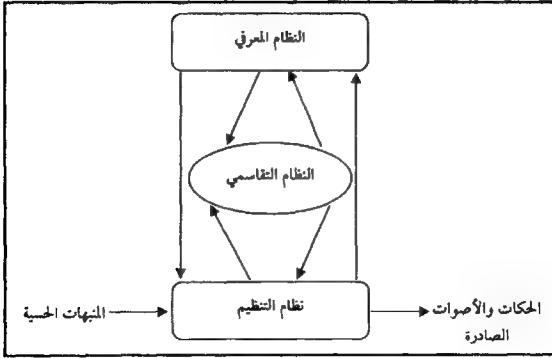 النظام المعرفي
النظام التقاسمي
نظام التنظيم
المنبهات الحسية
الحكات والأصوات
الصادرة